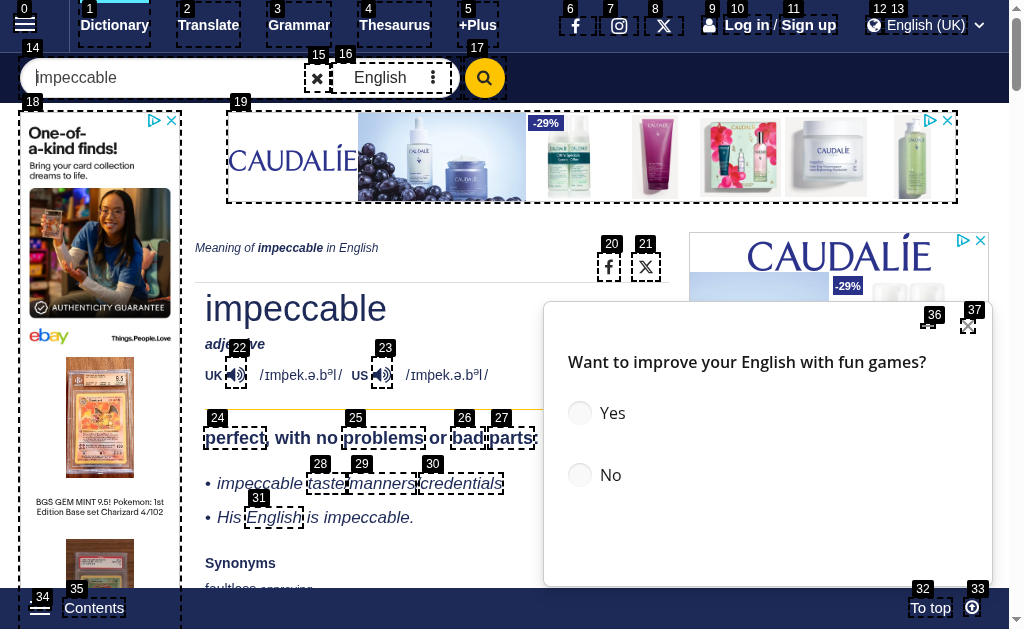 0 1 2 3 4 5 6 7 8 9 10 11 12 13
Dictionary Translate Grammar Thesaurus +Plus Log in / Sign up English (UK)
14 15 16 17
impeccable English
18 19
One-of-
a-kind finds!
Bring your card collection
dreams to life.
AUTHENTICITY GUARANTEE
ebay Things.People.Love
BGS GEM MINT 9.5! Pokemon: 1st
Edition Base set Charizard 4/102
CAUDALÍE
-29%
Meaning of impeccable in English
20 21
CAUDALÍE
-29%
impeccable
adjective
22 23
UK /ɪmˈpek.ə.bəl/ US /ɪmˈpek.ə.bəl/
24 25 26 27
perfect, with no problems or bad parts:
28 29 30
• impeccable taste/manners/credentials
31
• His English is impeccable.
Synonyms
36 37
Want to improve your English with fun games?
Yes
No
34 35 32 33
Contents To top